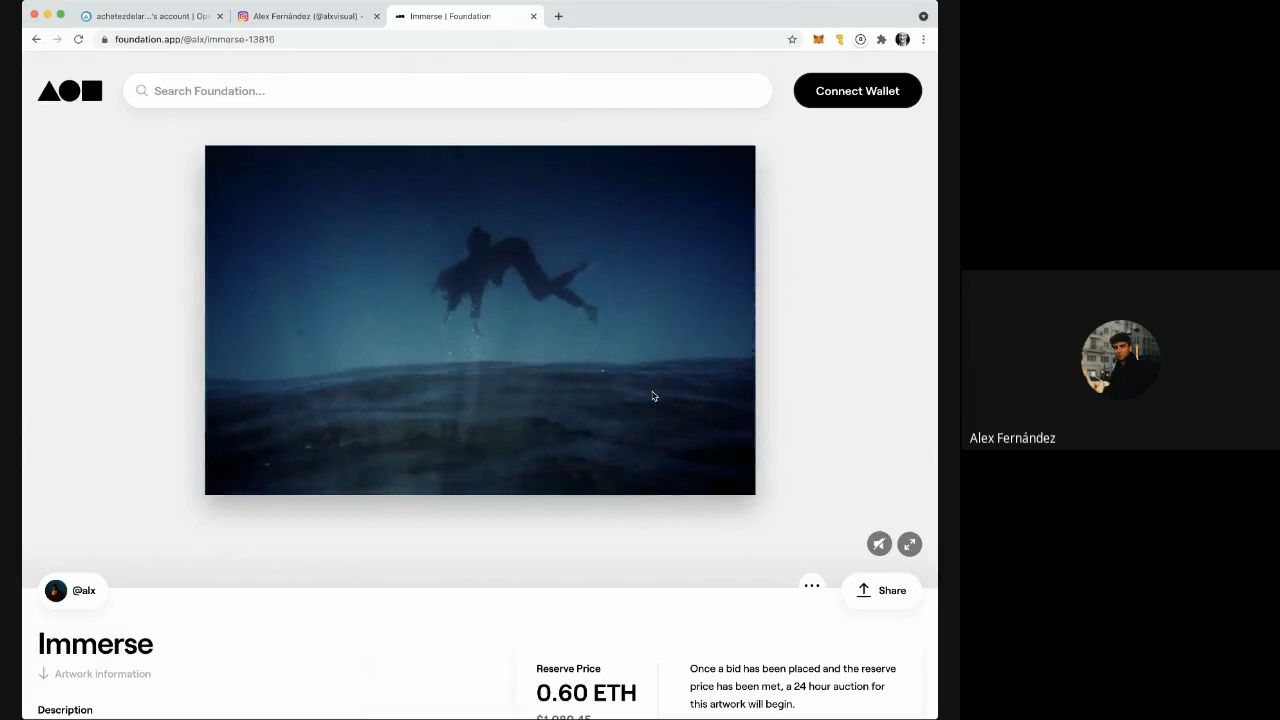 achetezdelar...'s account | Op
Alex Fernández (@alxvisual) •
Immerse | Foundation
foundation.app/@alx/immerse-13816
Search Foundation...
Connect Wallet
Alex Fernández
@alx
Share
Immerse
Artwork information
Description
Reserve Price
0.60 ETH
Once a bid has been placed and the reserve
price has been met, a 24 hour auction for
this artwork will begin.